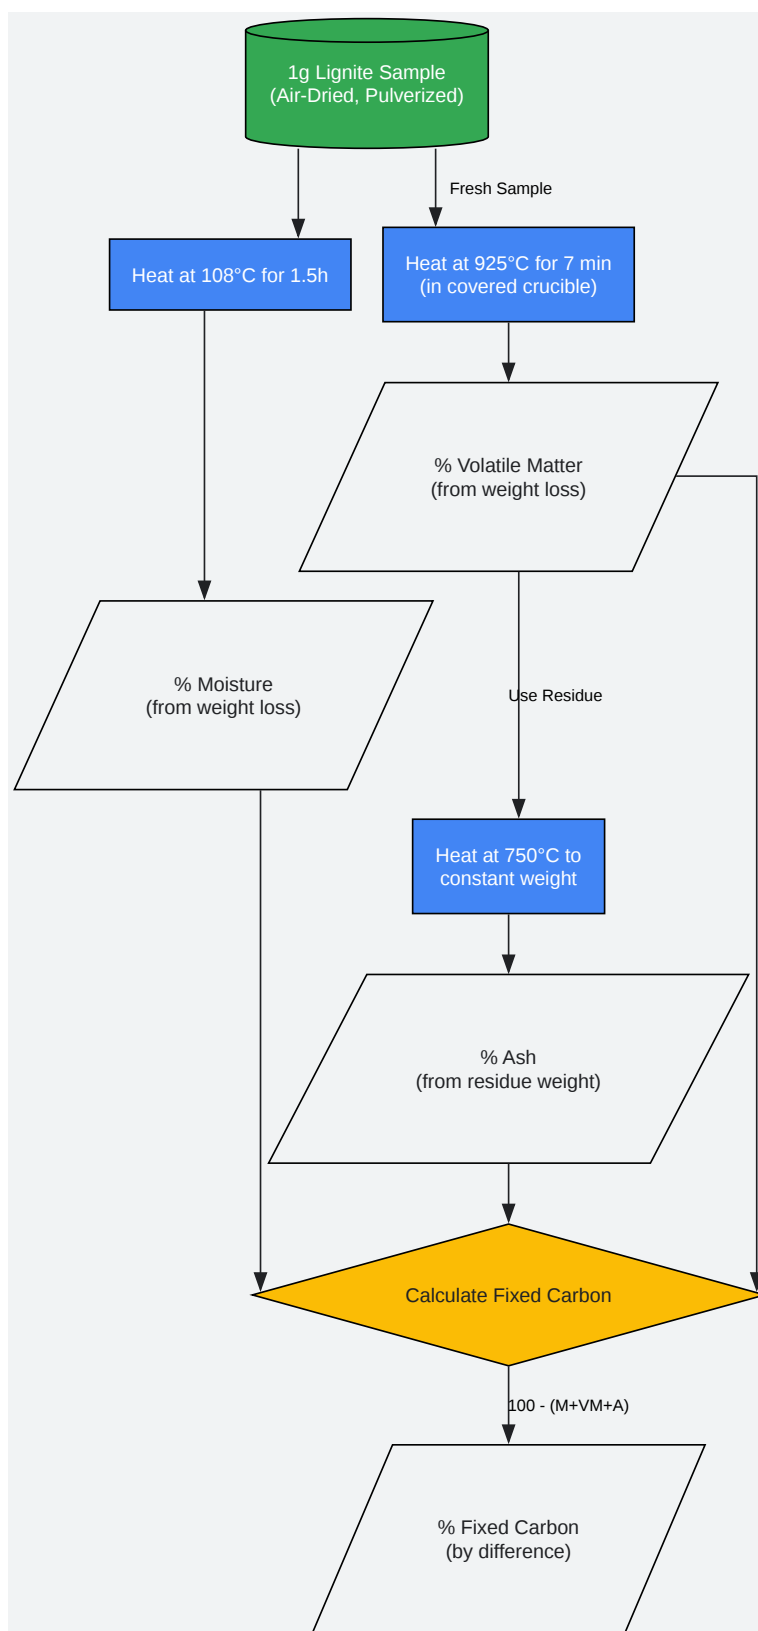 1g Lignite Sample
(Air-Dried, Pulverized)
Fresh Sample
Heat at 108°C for 1.5h
Heat at 925°C for 7 min
(in covered crucible)
% Volatile Matter
(from weight loss)
% Moisture
(from weight loss)
Use Residue
Heat at 750°C to
constant weight
% Ash
(from residue weight)
Calculate Fixed Carbon
100 - (M+VM+A)
% Fixed Carbon
(by difference)